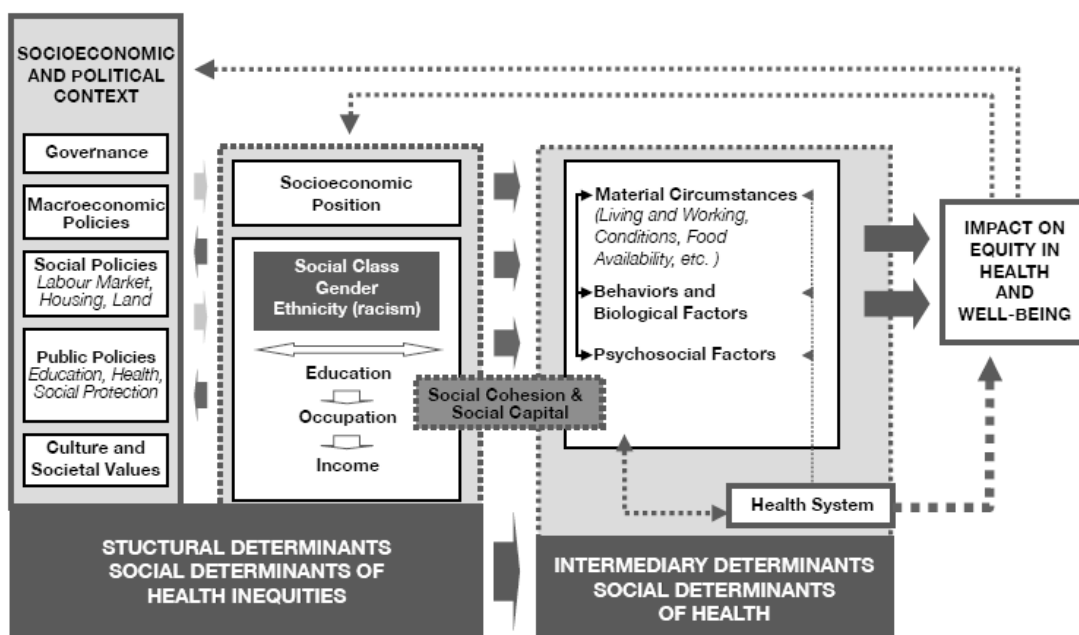 SOCIOECONOMIC
AND POLITICAL
CONTEXT
Governance
Macroeconomic
Policies
Social Policies
Labour Market,
Housing, Land
Public Policies
Education, Health,
Social Protection
Culture and
Societal Values
Socioeconomic
Position
Social Class
Gender
Ethnicity (racism)
Education
Occupation
Income
Social Cohesion &
Social Capital
Material Circumstances
(Living and Working,
Conditions, Food
Availability, etc. )
Behaviors and
Biological Factors
Psychosocial Factors
Health System
IMPACT ON
EQUITY IN
HEALTH
AND
WELL-BEING
STUCTURAL DETERMINANTS
SOCIAL DETERMINANTS OF
HEALTH INEQUITIES
INTERMEDIARY DETERMINANTS
SOCIAL DETERMINANTS
OF HEALTH